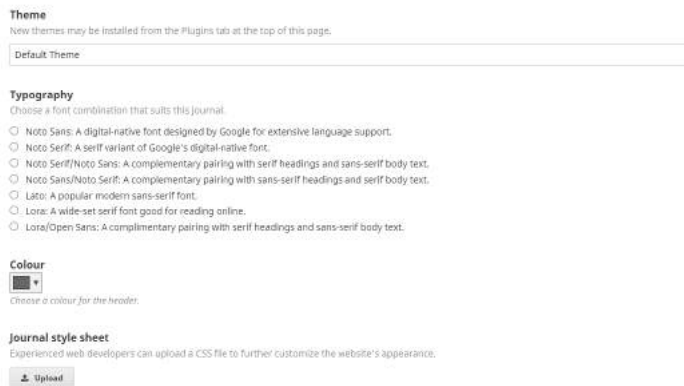 Theme
New themes may be installed from the Plugins tab at the top of this page.
Default Theme
Typography
Choose a font combination that suits this journal.
Noto Sans: A digital-native font designed by Google for extensive language support.
Noto Serif: A serif variant of Google's digital-native font.
Noto Serif/Noto Sans: A complementary pairing with serif headings and sans-serif body text.
Noto Sans/Noto Serif: A complementary pairing with sans-serif headings and serif body text.
Lato: A popular modern sans-serif font.
Lora: A wide-set serif font good for reading online.
Lora/Open Sans: A complimentary pairing with serif headings and sans-serif body text.
Colour
Choose a colour for the header.
Journal style sheet
Experienced web developers can upload a CSS file to further customize the website's appearance.
Upload